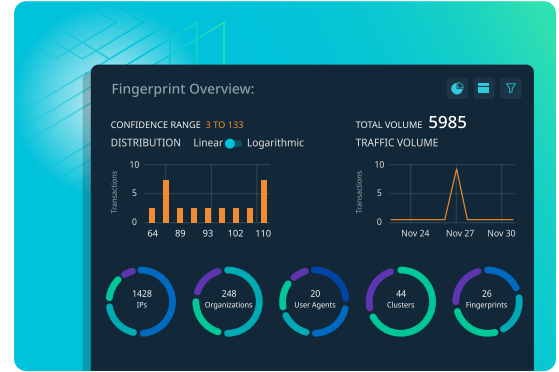 Fingerprint Overview:
CONFIDENCE RANGE 3 TO 133
TOTAL VOLUME 5985
DISTRIBUTION Linear Logarithmic
TRAFFIC VOLUME
Transactions
10
5
0
64 89 93 102 110
Transactions
10
5
0
Nov 24 Nov 27 Nov 30
1428
IPs
248
Organizations
20
User Agents
44
Clusters
26
Fingerprints